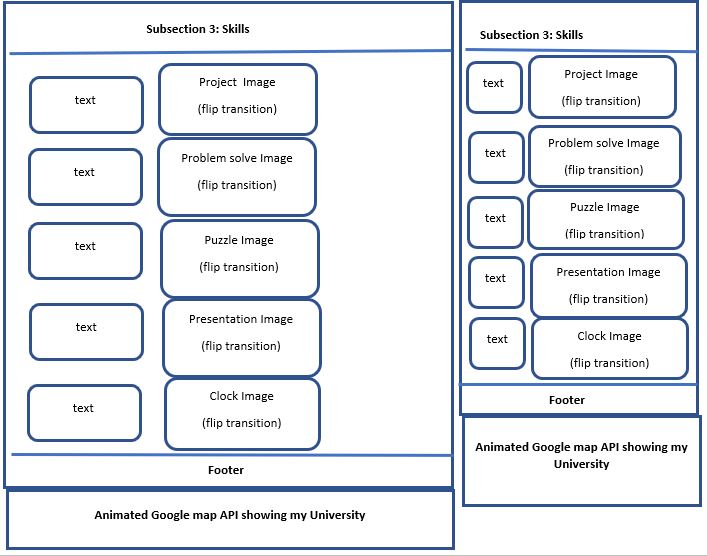 Subsection 3: Skills
text
Project Image
(flip transition)
text
Problem solve Image
(flip transition)
text
Puzzle Image
(flip transition)
text
Presentation Image
(flip transition)
text
Clock Image
(flip transition)
Footer
Animated Google map API showing my University
Subsection 3: Skills
text
Project Image
(flip transition)
text
Problem solve Image
(flip transition)
text
Puzzle Image
(flip transition)
text
Presentation Image
(flip transition)
text
Clock Image
(flip transition)
Footer
Animated Google map API showing my
University